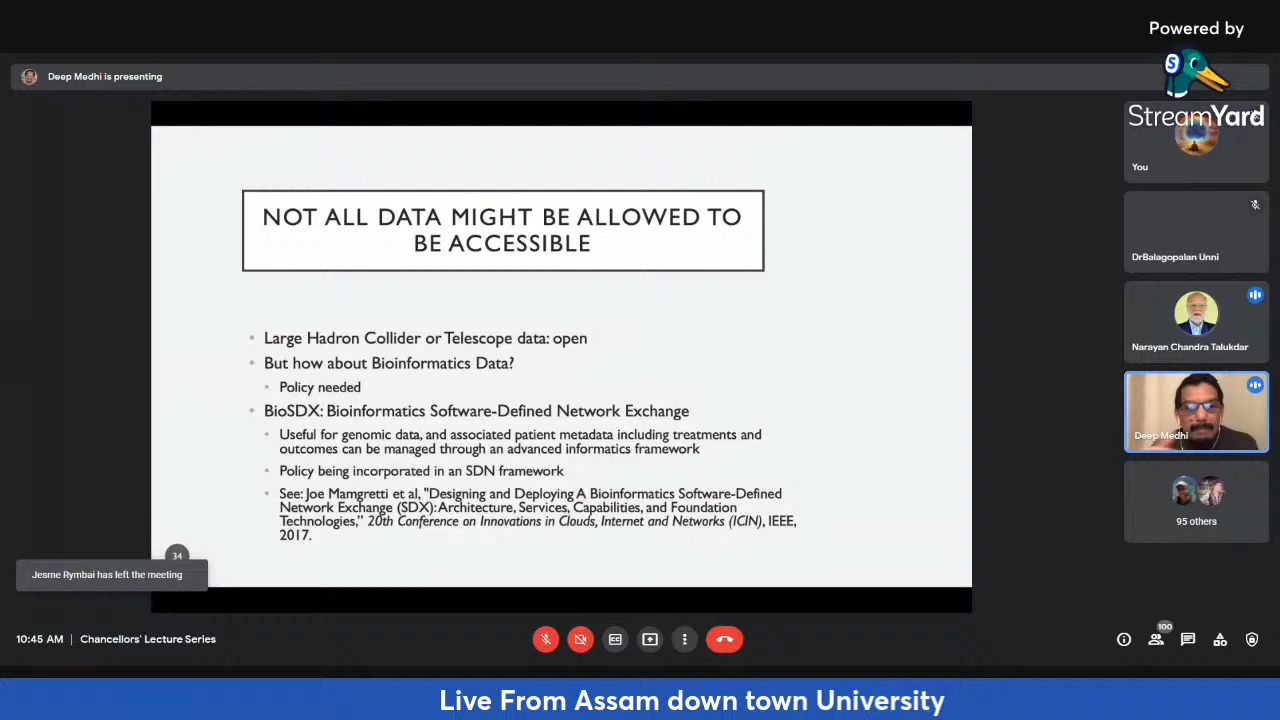 Powered by
StreamYard
Deep Medhi is presenting
NOT ALL DATA MIGHT BE ALLOWED TO
BE ACCESSIBLE
• Large Hadron Collider or Telescope data: open
• But how about Bioinformatics Data?
• Policy needed
• BioSDX: Bioinformatics Software-Defined Network Exchange
• Useful for genomic data, and associated patient metadata including treatments and
outcomes can be managed through an advanced informatics framework
• Policy being incorporated in an SDN framework
• See: Joe Mamgretti et al, "Designing and Deploying A Bioinformatics Software-Defined
Network Exchange (SDX): Architecture, Services, Capabilities, and Foundation
Technologies," 20th Conference on Innovations in Clouds, Internet and Networks (ICIN), IEEE,
2017.
34
Jesme Rymbai has left the meeting
You
DrBalagopalan Unni
Narayan Chandra Talukdar
Deep Medhi
95 others
10:45 AM | Chancellors' Lecture Series
100
Live From Assam down town University